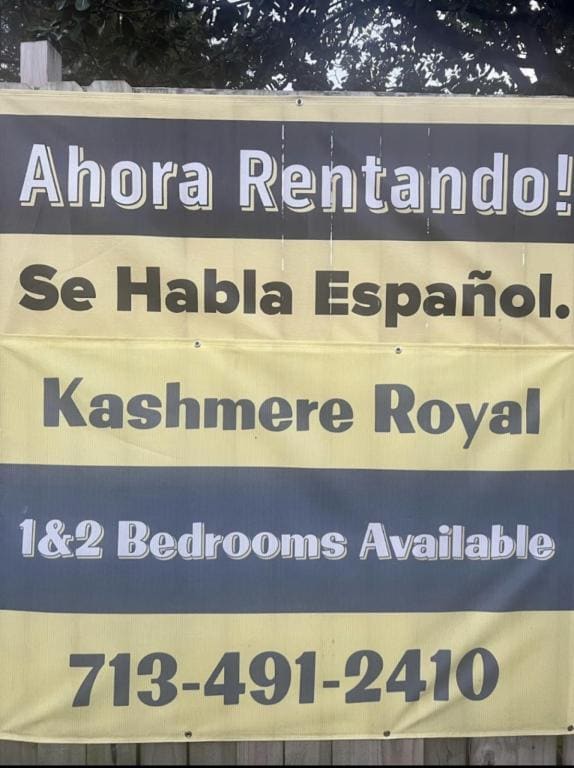 Ahora Rentando!
Se Habla Español.
Kashmere Royal
1&2 Bedrooms Available
713-491-2410